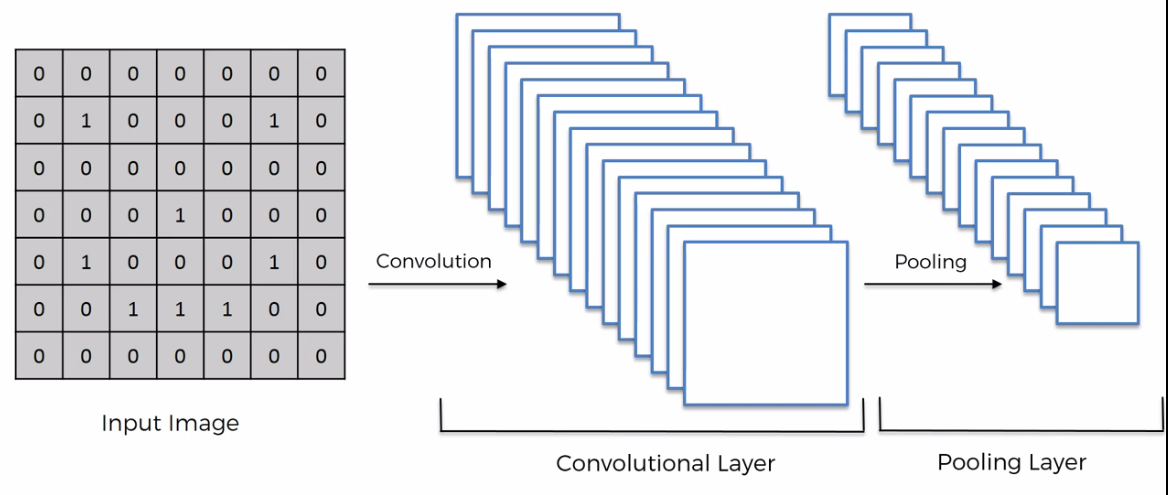 0 0 0 0 0 0 0
0 1 0 0 0 1 0
0 0 0 0 0 0 0
0 0 0 1 0 0 0
0 1 0 0 0 1 0
0 0 1 1 1 0 0
0 0 0 0 0 0 0
Input Image
Convolution
Convolutional Layer
Pooling
Pooling Layer